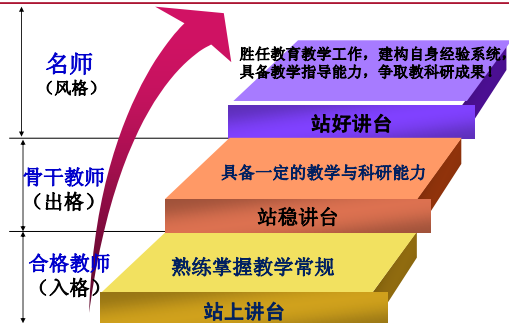 名师
（风格）
胜任教育教学工作，建构自身经验系统，
具备教学指导能力，争取教科研成果！
站好讲台
骨干教师
（出格）
具备一定的教学与科研能力
站稳讲台
合格教师
（入格）
熟练掌握教学常规
站上讲台